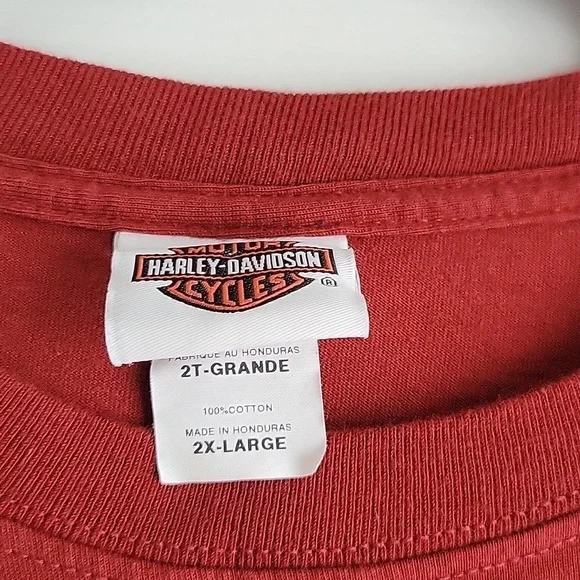 MOTOR
HARLEY-DAVIDSON
CYCLES
®
FABRIQUE AU HONDURAS
2T-GRANDE
100%COTTON
MADE IN HONDURAS
2X-LARGE